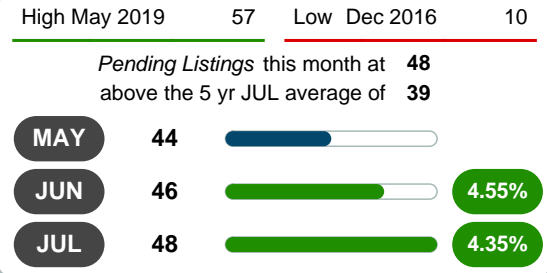 High May 2019 57 Low Dec 2016 10
Pending Listings this month at 48
above the 5 yr JUL average of 39
MAY 44
JUN 46 4.55%
JUL 48 4.35%